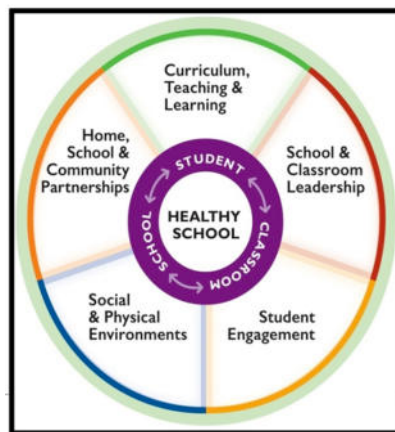 Curriculum,
Teaching &
Learning
Home,
School &
Community
Partnerships
School &
Classroom
Leadership
STUDENT
CLASSROOM
SCHOOL
HEALTHY
SCHOOL
Social
& Physical
Environments
Student
Engagement